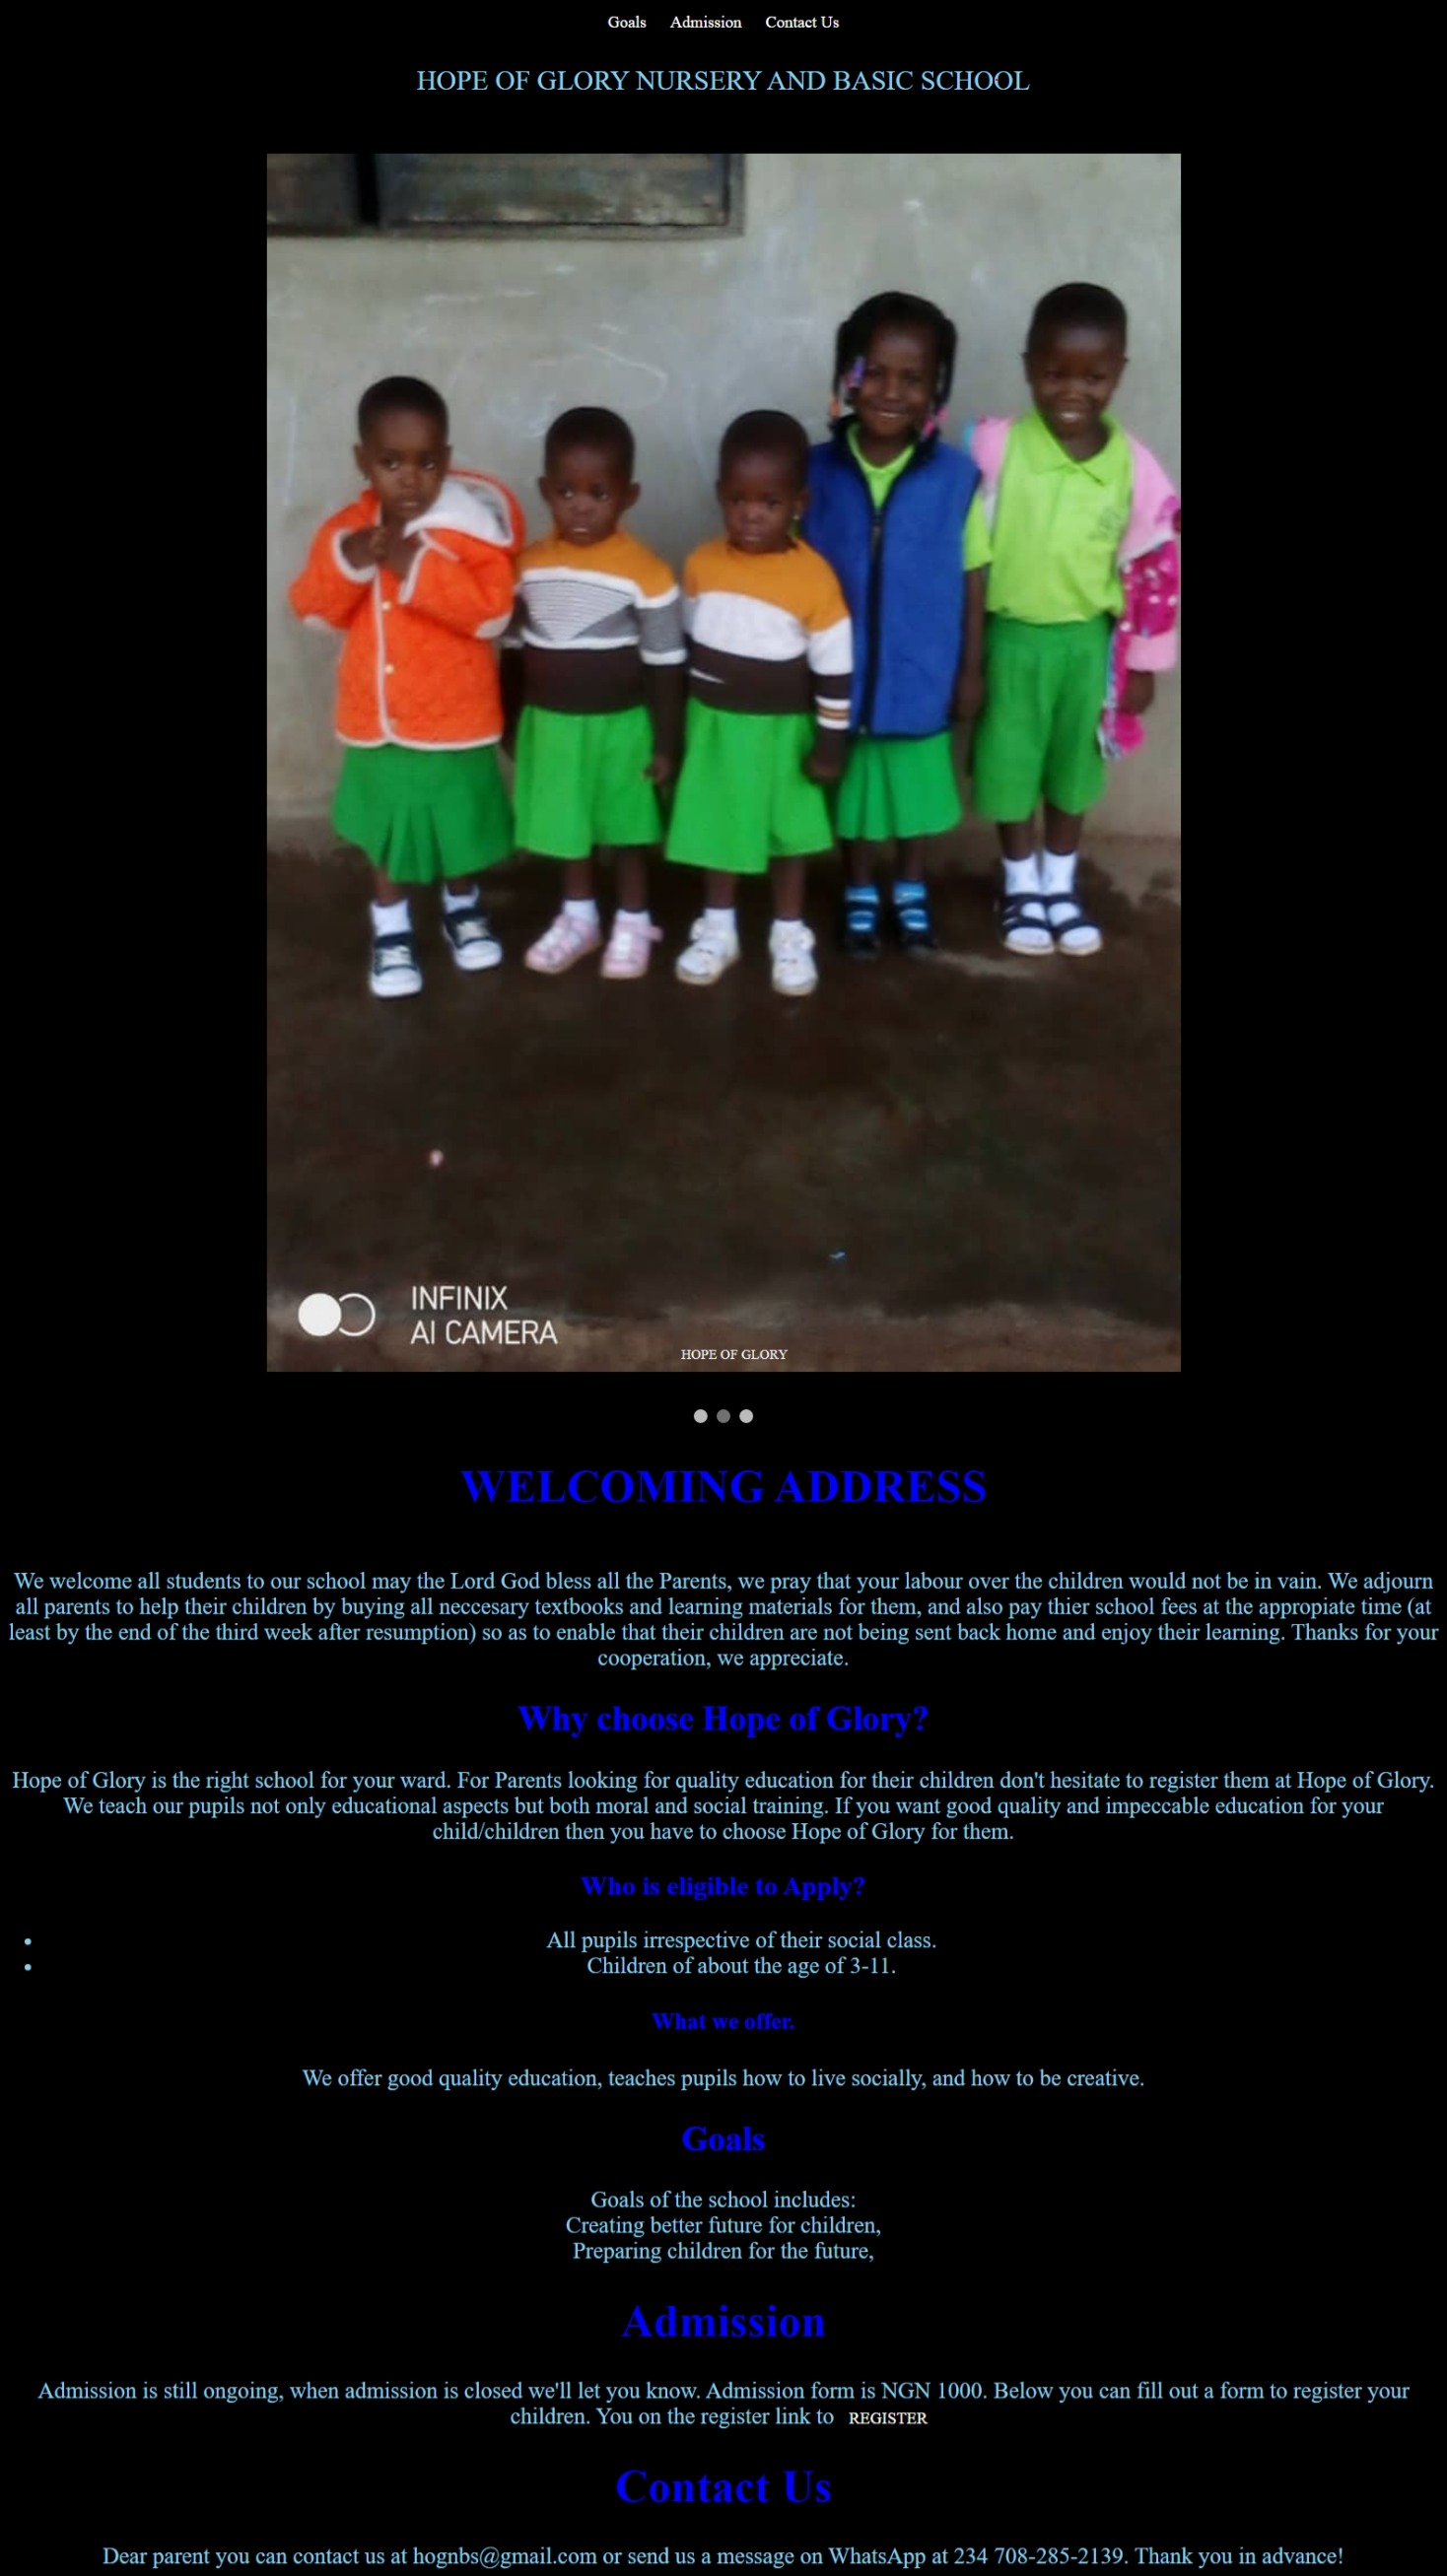 Goals Admission Contact Us
HOPE OF GLORY NURSERY AND BASIC SCHOOL
INFINIX
AI CAMERA
HOPE OF GLORY
WELCOMING ADDRESS
We welcome all students to our school may the Lord God bless all the Parents, we pray that your labour over the children would not be in vain. We adjourn
all parents to help their children by buying all neccesary textbooks and learning materials for them, and also pay thier school fees at the appropiate time (at
least by the end of the third week after resumption) so as to enable that their children are not being sent back home and enjoy their learning. Thanks for your
cooperation, we appreciate.
Why choose Hope of Glory?
Hope of Glory is the right school for your ward. For Parents looking for quality education for their children don't hesitate to register them at Hope of Glory.
We teach our pupils not only educational aspects but both moral and social training. If you want good quality and impeccable education for your
child/children then you have to choose Hope of Glory for them.
Who is eligible to Apply?
• All pupils irrespective of their social class.
• Children of about the age of 3-11.
What we offer.
We offer good quality education, teaches pupils how to live socially, and how to be creative.
Goals
Goals of the school includes:
Creating better future for children,
Preparing children for the future,
Admission
Admission is still ongoing, when admission is closed we'll let you know. Admission form is NGN 1000. Below you can fill out a form to register your
children. You on the register link to REGISTER
Contact Us
Dear parent you can contact us at hognbs@gmail.com or send us a message on WhatsApp at 234 708-285-2139. Thank you in advance!